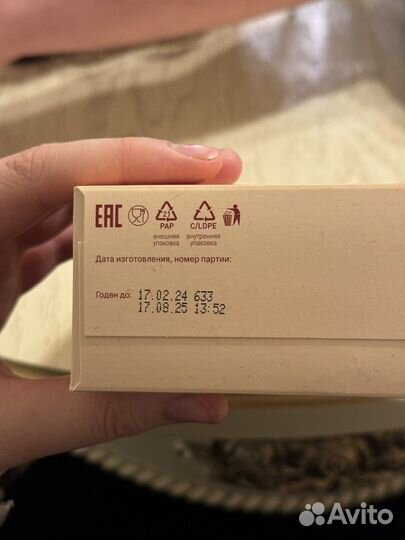 EAC
21
PAP
C/LDPE
внешняя
упаковка
внутренняя
упаковка
Дата изготовления, номер партии:
Годен до:
17.02.24 633
17.08.25 13:52
Avito